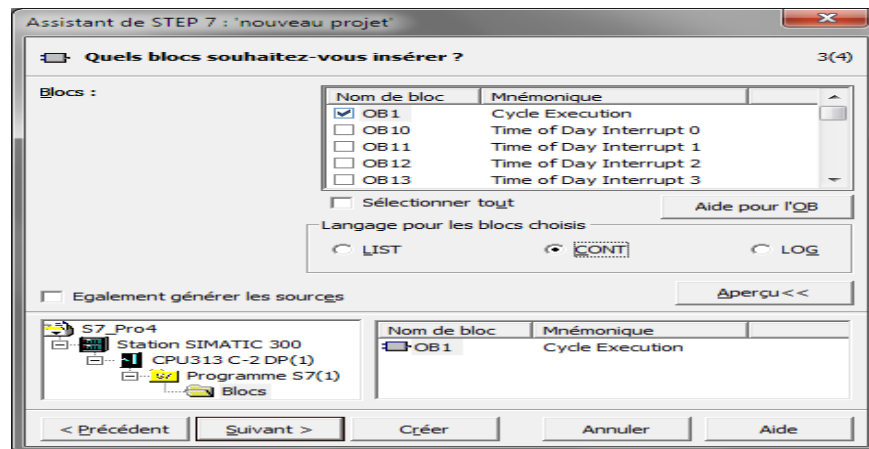 Assistant de STEP 7 : 'nouveau projet'
Quels blocs souhaitez-vous insérer ? 3(4)
Blocs :
Nom de bloc Mnémonique
OB1 Cycle Execution
OB10 Time of Day Interrupt 0
OB11 Time of Day Interrupt 1
OB12 Time of Day Interrupt 2
OB13 Time of Day Interrupt 3
Sélectionner tout
Aide pour l'OB
Langage pour les blocs choisis
LIST CONT LOG
Egalement générer les sources
Aperçu<<
S7_Pro4
Station SIMATIC 300
CPU313 C-2 DP(1)
Programme S7(1)
Blocs
Nom de bloc Mnémonique
OB1 Cycle Execution
< Précédent Suivant > Créer Annuler Aide